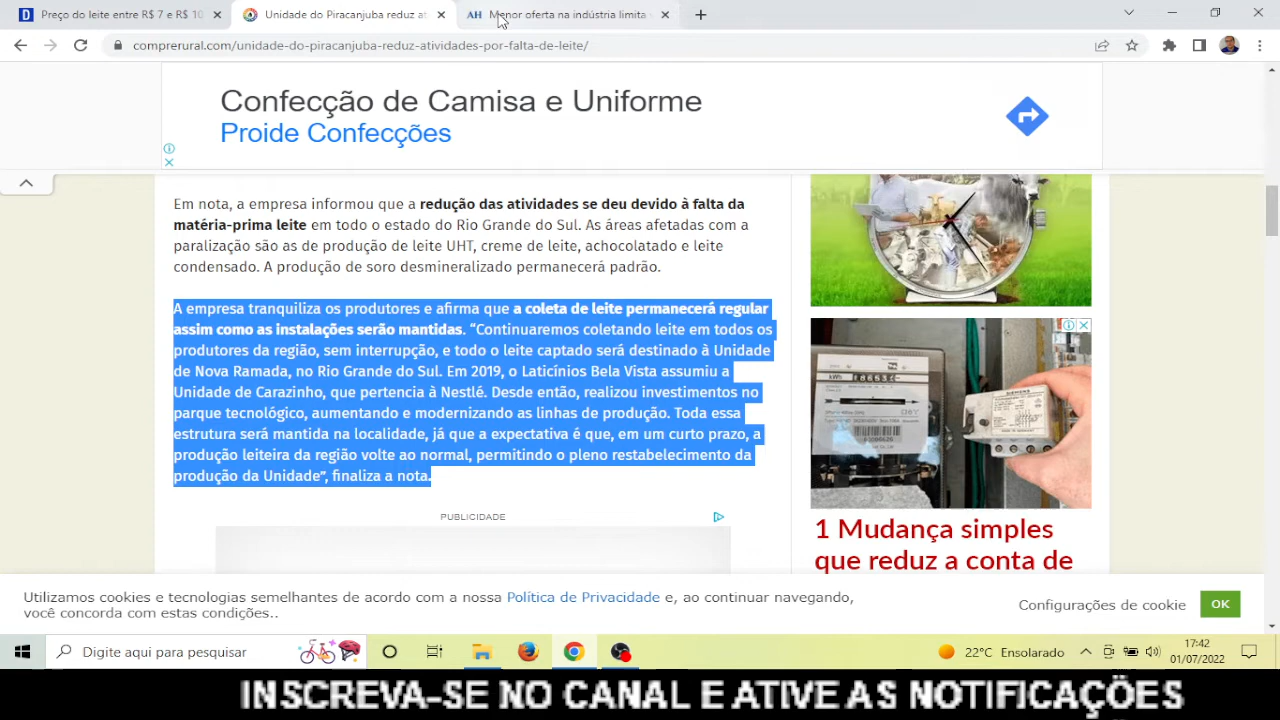 Preço do leite entre R$ 7 e R$ 10
Unidade do Piracanjuba reduz at
AH Menor oferta na indústria limita
comprerural.com/unidade-do-piracanjuba-reduz-atividades-por-falta-de-leite/
Confecção de Camisa e Uniforme
Proide Confecções
Em nota, a empresa informou que a redução das atividades se deu devido à falta da
matéria-prima leite em todo o estado do Rio Grande do Sul. As áreas afetadas com a
paralização são as de produção de leite UHT, creme de leite, achocolatado e leite
condensado. A produção de soro desmineralizado permanecerá padrão.
A empresa tranquiliza os produtores e afirma que a coleta de leite permanecerá regular
assim como as instalações serão mantidas. “Continuaremos coletando leite em todos os
produtores da região, sem interrupção, e todo o leite captado será destinado à Unidade
de Nova Ramada, no Rio Grande do Sul. Em 2019, o Laticínios Bela Vista assumiu a
Unidade de Carazinho, que pertencia à Nestlé. Desde então, realizou investimentos no
parque tecnológico, aumentando e modernizando as linhas de produção. Toda essa
estrutura será mantida na localidade, já que a expectativa é que, em um curto prazo, a
produção leiteira da região volte ao normal, permitindo o pleno restabelecimento da
produção da Unidade”, finaliza a nota.
PUBLICIDADE
kWh
SIEMENS
1 Mudança simples
que reduz a conta de
Utilizamos cookies e tecnologias semelhantes de acordo com a nossa Política de Privacidade e, ao continuar navegando,
você concorda com estas condições..
Configurações de cookie
OK
Digite aqui para pesquisar
22°C Ensolarado
17:42
01/07/2022
INSCREVA-SE NO CANAL E ATIVE AS NOTIFICAÇÕES